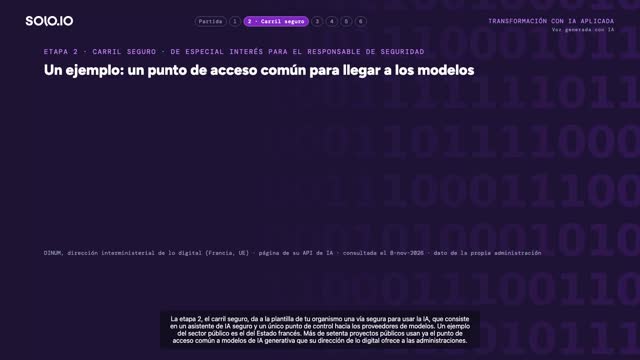 SOLO.IO
Partida 1 2 · Carril seguro 3 4 5 6
TRANSFORMACIÓN CON IA APLICADA
Voz generada con IA
ETAPA 2 · CARRIL SEGURO · DE ESPECIAL INTERÉS PARA EL RESPONSABLE DE SEGURIDAD
Un ejemplo: un punto de acceso común para llegar a los modelos
DINUM, dirección interministerial de lo digital (Francia, UE) · página de su API de IA · consultada el 8-nov-2026 · dato de la propia administración
La etapa 2, el carril seguro, da a la plantilla de tu organismo una vía segura para usar la IA, que consiste
en un asistente de IA seguro y un único punto de control hacia los proveedores de modelos. Un ejemplo
del sector público es el del Estado francés. Más de setenta proyectos públicos usan ya el punto de
acceso común a modelos de IA generativa que su dirección de lo digital ofrece a las administraciones.